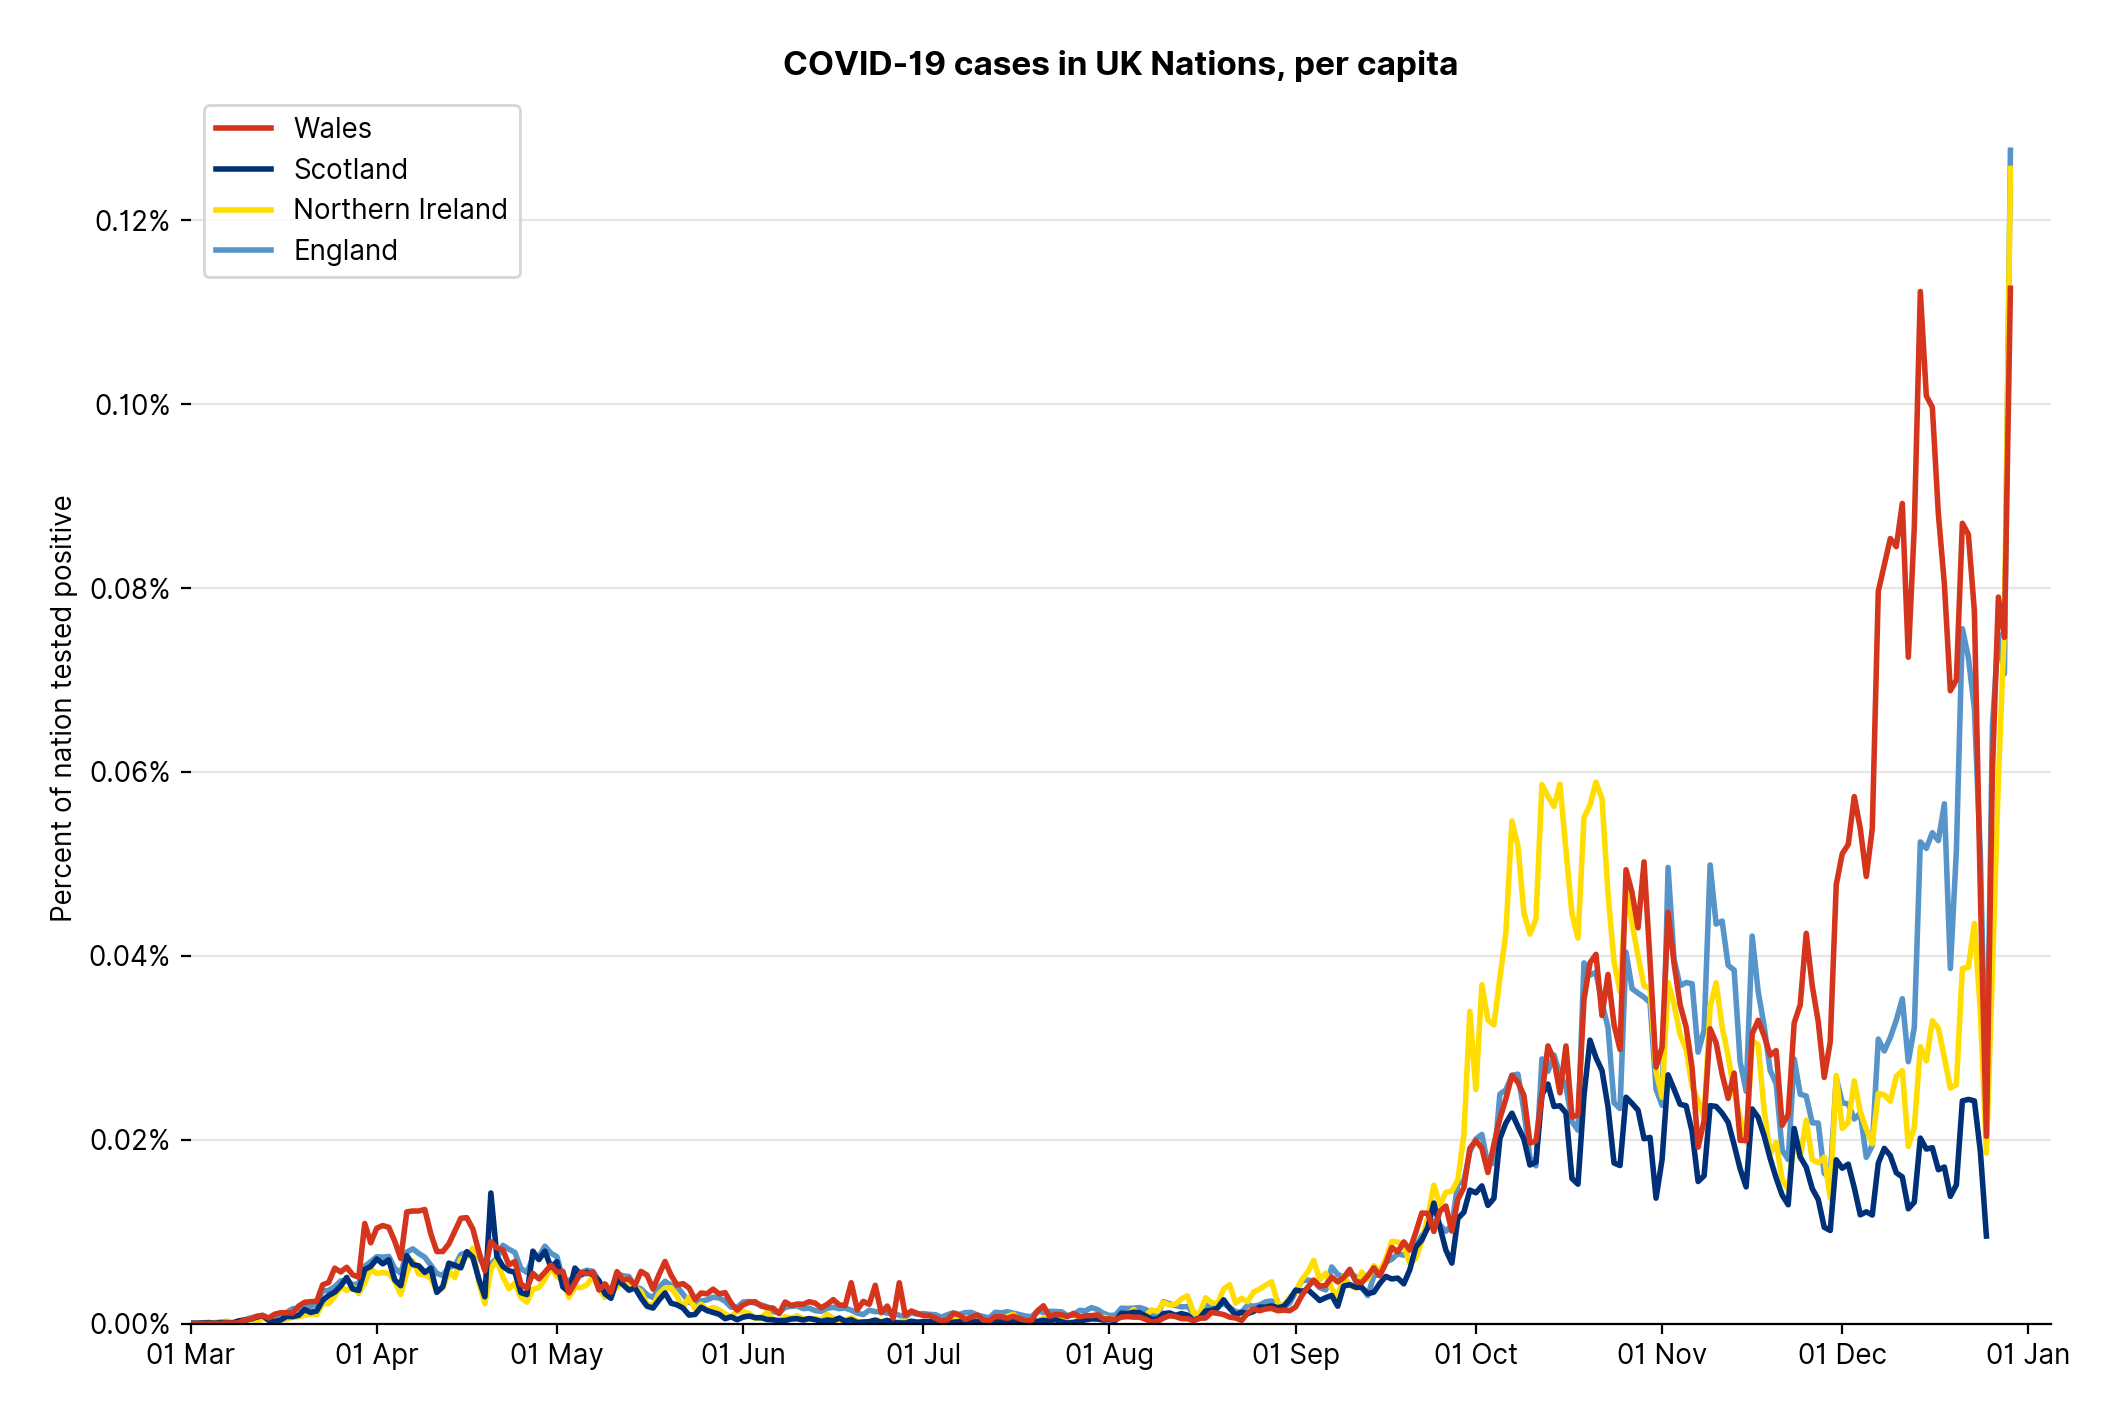 COVID-19 cases in UK Nations, per capita
Wales
Scotland
Northern Ireland
England
Percent of nation tested positive
0.12%
0.10%
0.08%
0.06%
0.04%
0.02%
0.00%
01 Mar
01 Apr
01 May
01 Jun
01 Jul
01 Aug
01 Sep
01 Oct
01 Nov
01 Dec
01 Jan